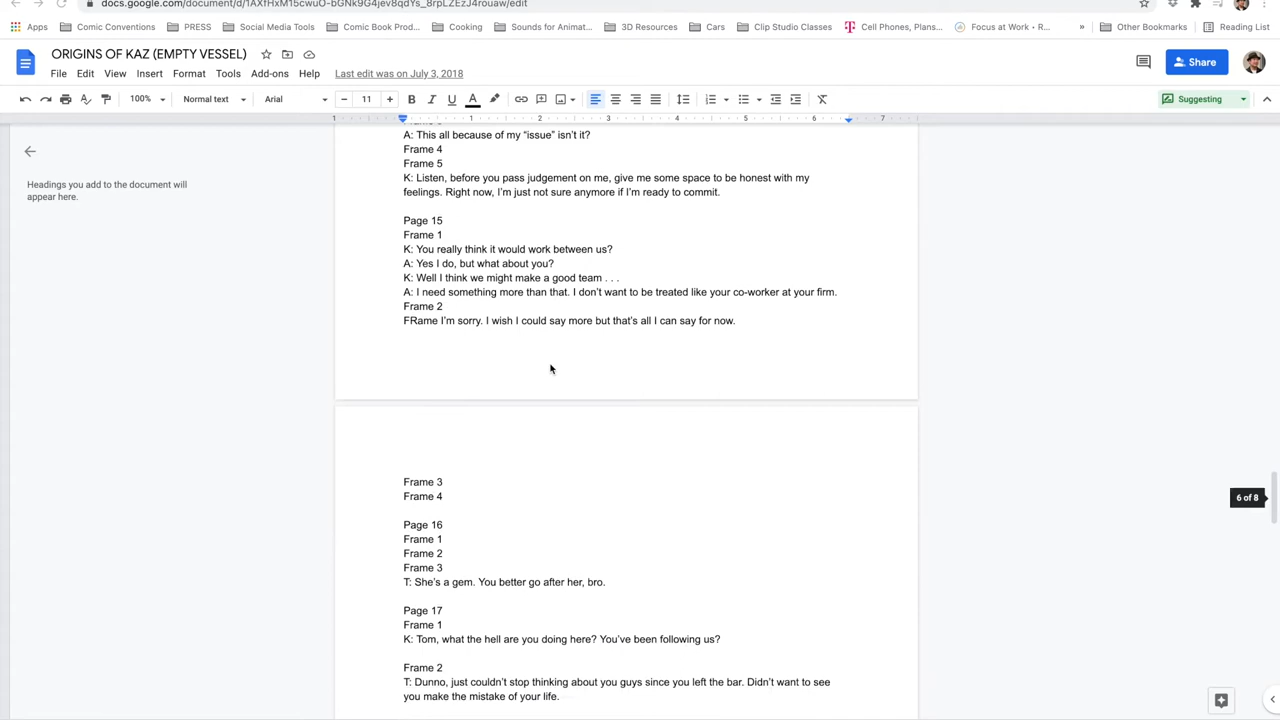 docs.google.com/document/d/1AXfHxM15cwuO-bGNk9G4jev8qdYs_8rpLZEzJ4rouaw/edit
Apps Comic Conventions PRESS Social Media Tools Comic Book Prod... Cooking Sounds for Animat... 3D Resources Cars Clip Studio Classes Cell Phones, Plans... Focus at Work • R... » Other Bookmarks Reading List
ORIGINS OF KAZ (EMPTY VESSEL)
File Edit View Insert Format Tools Add-ons Help Last edit was on July 3, 2018
Share
100% Normal text Arial 11 Suggesting
1 1 2 3 4 5 6 7
Headings you add to the document will
appear here.
A: This all because of my “issue” isn’t it?
Frame 4
Frame 5
K: Listen, before you pass judgement on me, give me some space to be honest with my
feelings. Right now, I’m just not sure anymore if I’m ready to commit.
Page 15
Frame 1
K: You really think it would work between us?
A: Yes I do, but what about you?
K: Well I think we might make a good team . . .
A: I need something more than that. I don’t want to be treated like your co-worker at your firm.
Frame 2
FRame I’m sorry. I wish I could say more but that’s all I can say for now.
6 of 8
Frame 3
Frame 4
Page 16
Frame 1
Frame 2
Frame 3
T: She’s a gem. You better go after her, bro.
Page 17
Frame 1
K: Tom, what the hell are you doing here? You’ve been following us?
Frame 2
T: Dunno, just couldn’t stop thinking about you guys since you left the bar. Didn’t want to see
you make the mistake of your life.